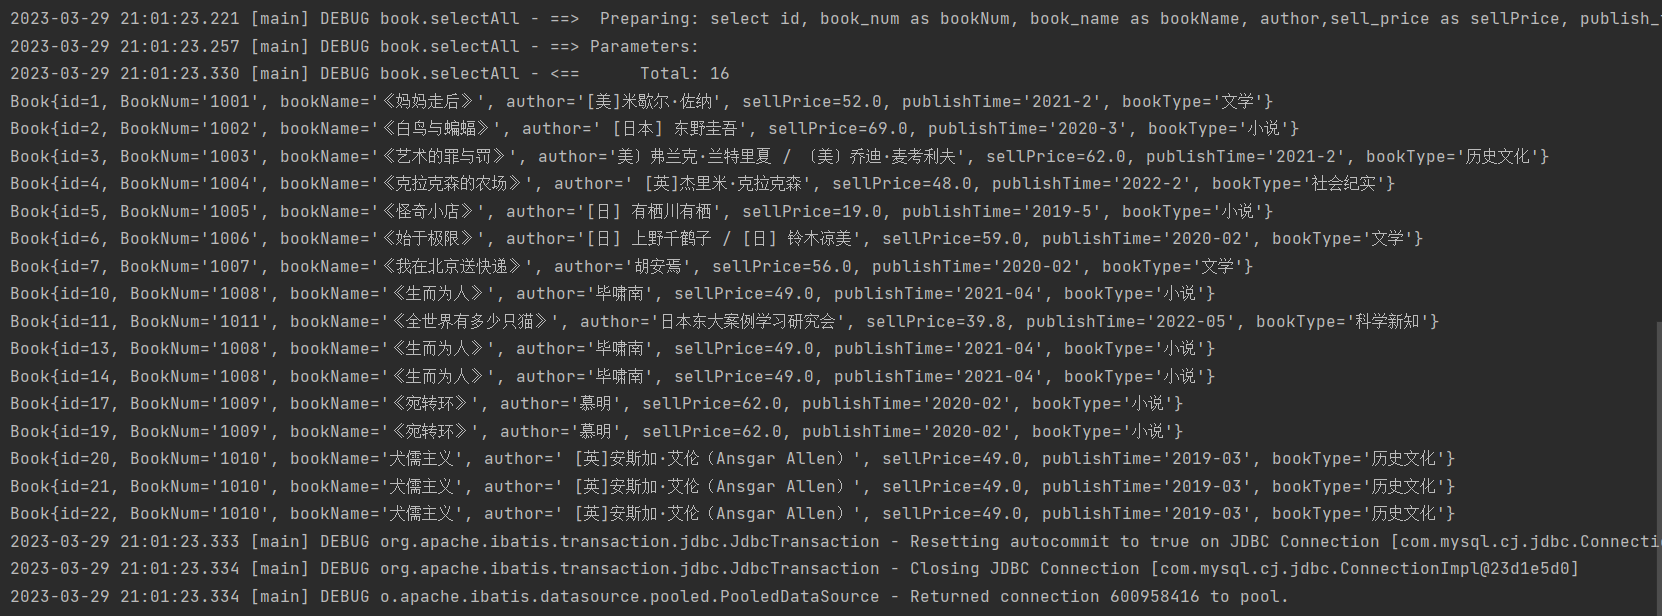 2023-03-29 21:01:23.221 [main] DEBUG book.selectAll - ==>  Preparing: select id, book_num as bookNum, book_name as bookName, author,sell_price as sellPrice, publish_
2023-03-29 21:01:23.257 [main] DEBUG book.selectAll - ==> Parameters:
2023-03-29 21:01:23.330 [main] DEBUG book.selectAll - <==      Total: 16
Book{id=1, BookNum='1001', bookName='《妈妈走后》', author='[美]米歇尔·佐纳', sellPrice=52.0, publishTime='2021-2', bookType='文学'}
Book{id=2, BookNum='1002', bookName='《白鸟与蝙蝠》', author=' [日本] 东野圭吾', sellPrice=69.0, publishTime='2020-3', bookType='小说'}
Book{id=3, BookNum='1003', bookName='《艺术的罪与罚》', author='美〕弗兰克·兰特里夏 / 〔美〕乔迪·麦考利夫', sellPrice=62.0, publishTime='2021-2', bookType='历史文化'}
Book{id=4, BookNum='1004', bookName='《克拉克森的农场》', author=' [英]杰里米·克拉克森', sellPrice=48.0, publishTime='2022-2', bookType='社会纪实'}
Book{id=5, BookNum='1005', bookName='《怪奇小店》', author='[日] 有栖川有栖', sellPrice=19.0, publishTime='2019-5', bookType='小说'}
Book{id=6, BookNum='1006', bookName='《始于极限》', author='[日] 上野千鹤子 / [日] 铃木凉美', sellPrice=59.0, publishTime='2020-02', bookType='文学'}
Book{id=7, BookNum='1007', bookName='《我在北京送快递》', author='胡安焉', sellPrice=56.0, publishTime='2020-02', bookType='文学'}
Book{id=10, BookNum='1008', bookName='《生而为人》', author='毕啸南', sellPrice=49.0, publishTime='2021-04', bookType='小说'}
Book{id=11, BookNum='1011', bookName='《全世界有多少只猫》', author='日本东大案例学习研究会', sellPrice=39.8, publishTime='2022-05', bookType='科学新知'}
Book{id=13, BookNum='1008', bookName='《生而为人》', author='毕啸南', sellPrice=49.0, publishTime='2021-04', bookType='小说'}
Book{id=14, BookNum='1008', bookName='《生而为人》', author='毕啸南', sellPrice=49.0, publishTime='2021-04', bookType='小说'}
Book{id=17, BookNum='1009', bookName='《宛转环》', author='慕明', sellPrice=62.0, publishTime='2020-02', bookType='小说'}
Book{id=19, BookNum='1009', bookName='《宛转环》', author='慕明', sellPrice=62.0, publishTime='2020-02', bookType='小说'}
Book{id=20, BookNum='1010', bookName='犬儒主义', author=' [英]安斯加·艾伦（Ansgar Allen）', sellPrice=49.0, publishTime='2019-03', bookType='历史文化'}
Book{id=21, BookNum='1010', bookName='犬儒主义', author=' [英]安斯加·艾伦（Ansgar Allen）', sellPrice=49.0, publishTime='2019-03', bookType='历史文化'}
Book{id=22, BookNum='1010', bookName='犬儒主义', author=' [英]安斯加·艾伦（Ansgar Allen）', sellPrice=49.0, publishTime='2019-03', bookType='历史文化'}
2023-03-29 21:01:23.333 [main] DEBUG org.apache.ibatis.transaction.jdbc.JdbcTransaction - Resetting autocommit to true on JDBC Connection [com.mysql.cj.jdbc.Connecti
2023-03-29 21:01:23.334 [main] DEBUG org.apache.ibatis.transaction.jdbc.JdbcTransaction - Closing JDBC Connection [com.mysql.cj.jdbc.ConnectionImpl@23d1e5d0]
2023-03-29 21:01:23.334 [main] DEBUG o.apache.ibatis.datasource.pooled.PooledDataSource - Returned connection 600958416 to pool.